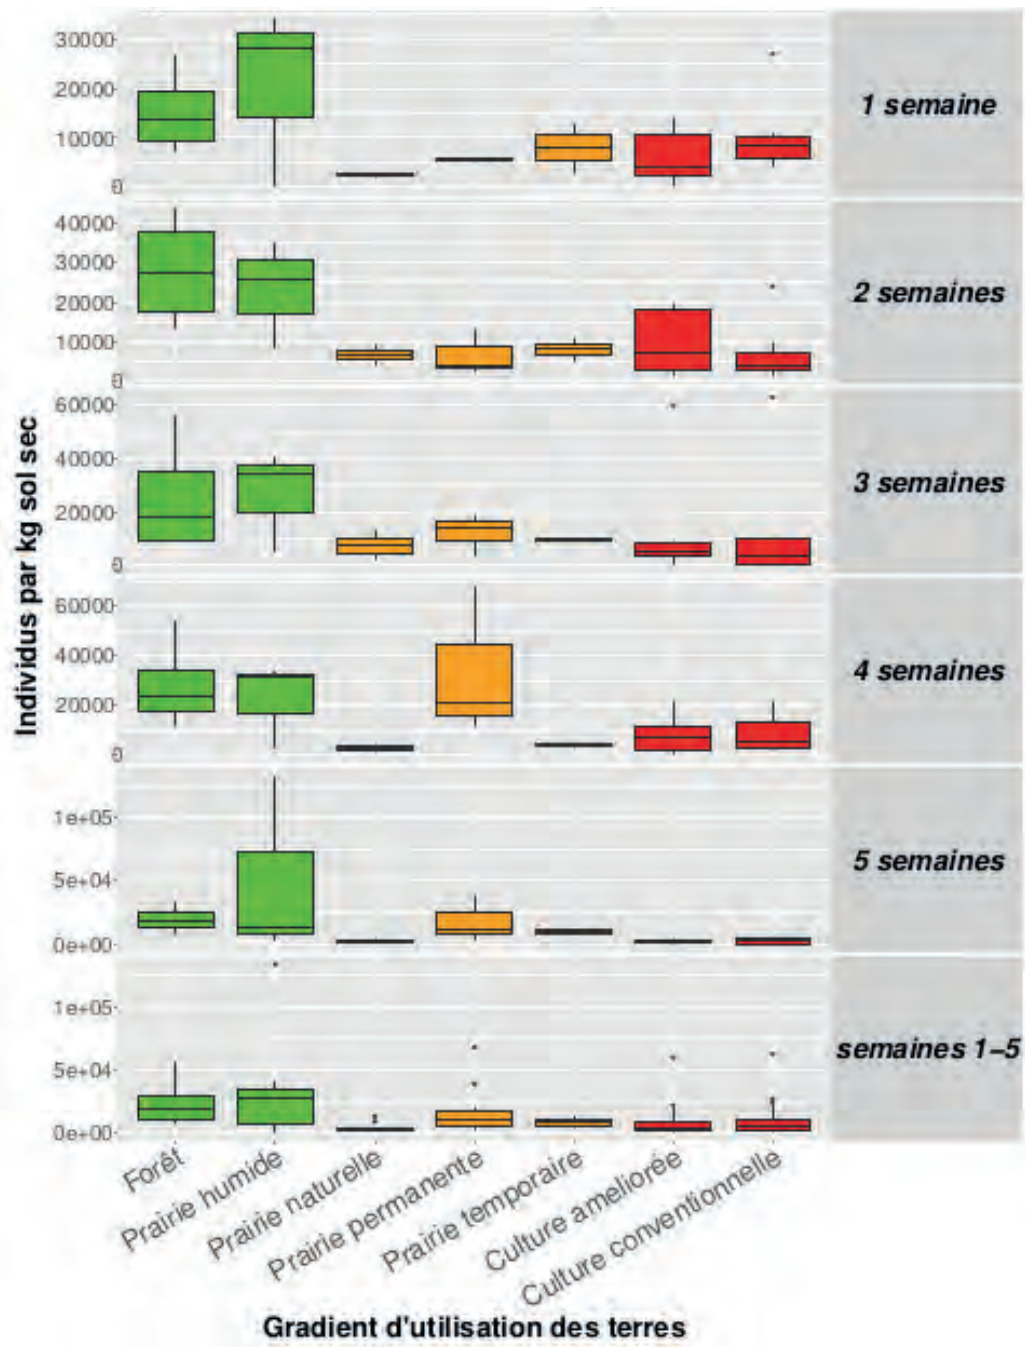 Individus par kg sol sec
30000
20000
10000
0
1 semaine
40000
30000
20000
10000
0
2 semaines
60000
40000
20000
0
3 semaines
60000
40000
20000
0
4 semaines
1e+05
5e+04
0e+00
5 semaines
1e+05
5e+04
0e+00
semaines 1–5
Forêt
Prairie humide
Prairie naturelle
Prairie permanente
Prairie temporaire
Culture ameliorée
Culture conventionnelle
Gradient d'utilisation des terres